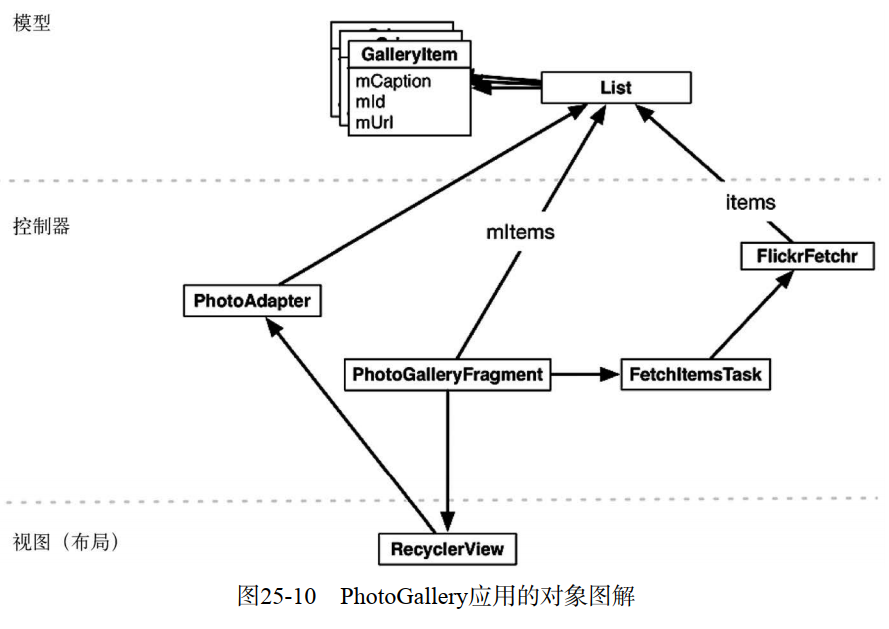 模型
GalleryItem
mCaption
mId
mUrl
List
控制器
items
mItems
FlickrFetchr
PhotoAdapter
PhotoGalleryFragment
FetchItemsTask
视图（布局）
RecyclerView
图25-10 PhotoGallery应用的对象图解